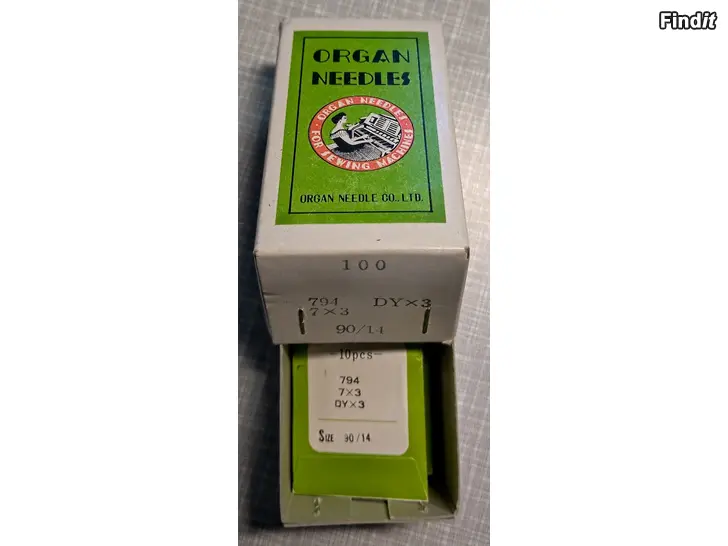 Findit
ORGAN
NEEDLES
ORGAN NEEDLES
FOR SEWING MACHINES
ORGAN NEEDLE CO., LTD.
100
794 DY×3
7×3
90/14
-10pcs-
794
7×3
DY×3
SIZE 90/14